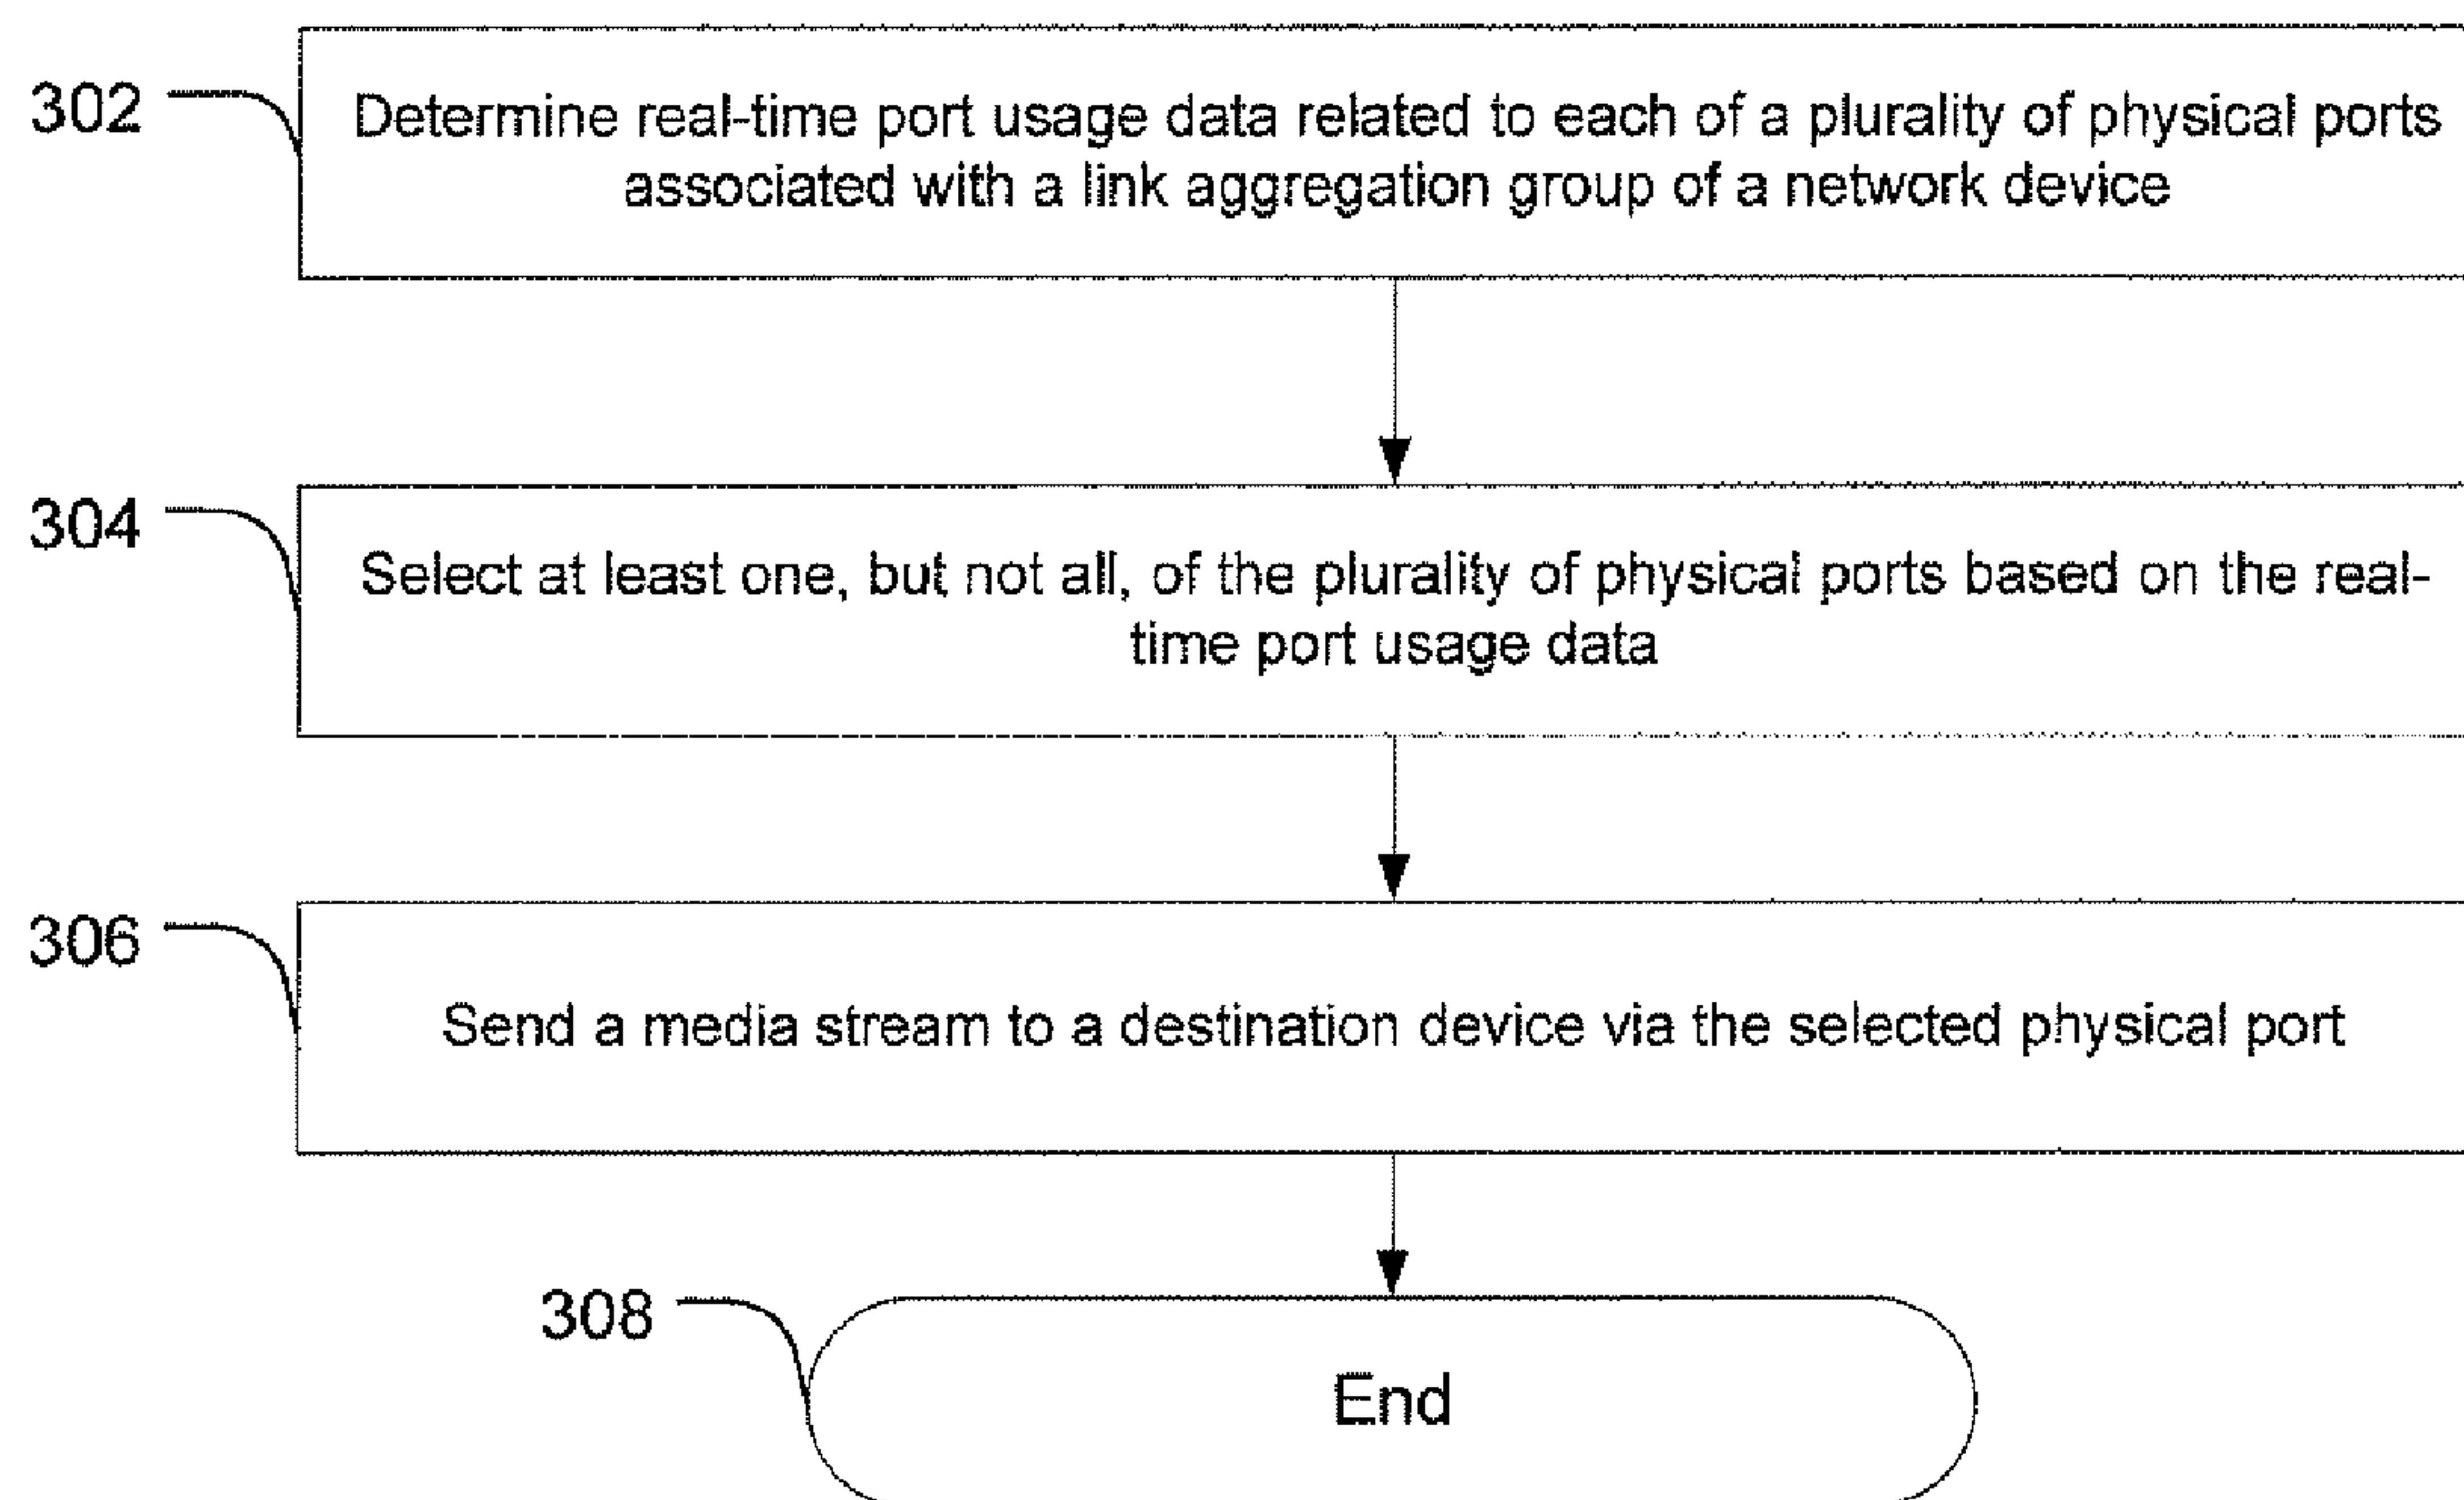 302
Determine real-time port usage data related to each of a plurality of physical ports
associated with a link aggregation group of a network device
304
Select at least one, but not all, of the plurality of physical ports based on the real-
time port usage data
306
Send a media stream to a destination device via the selected physical port
308
End